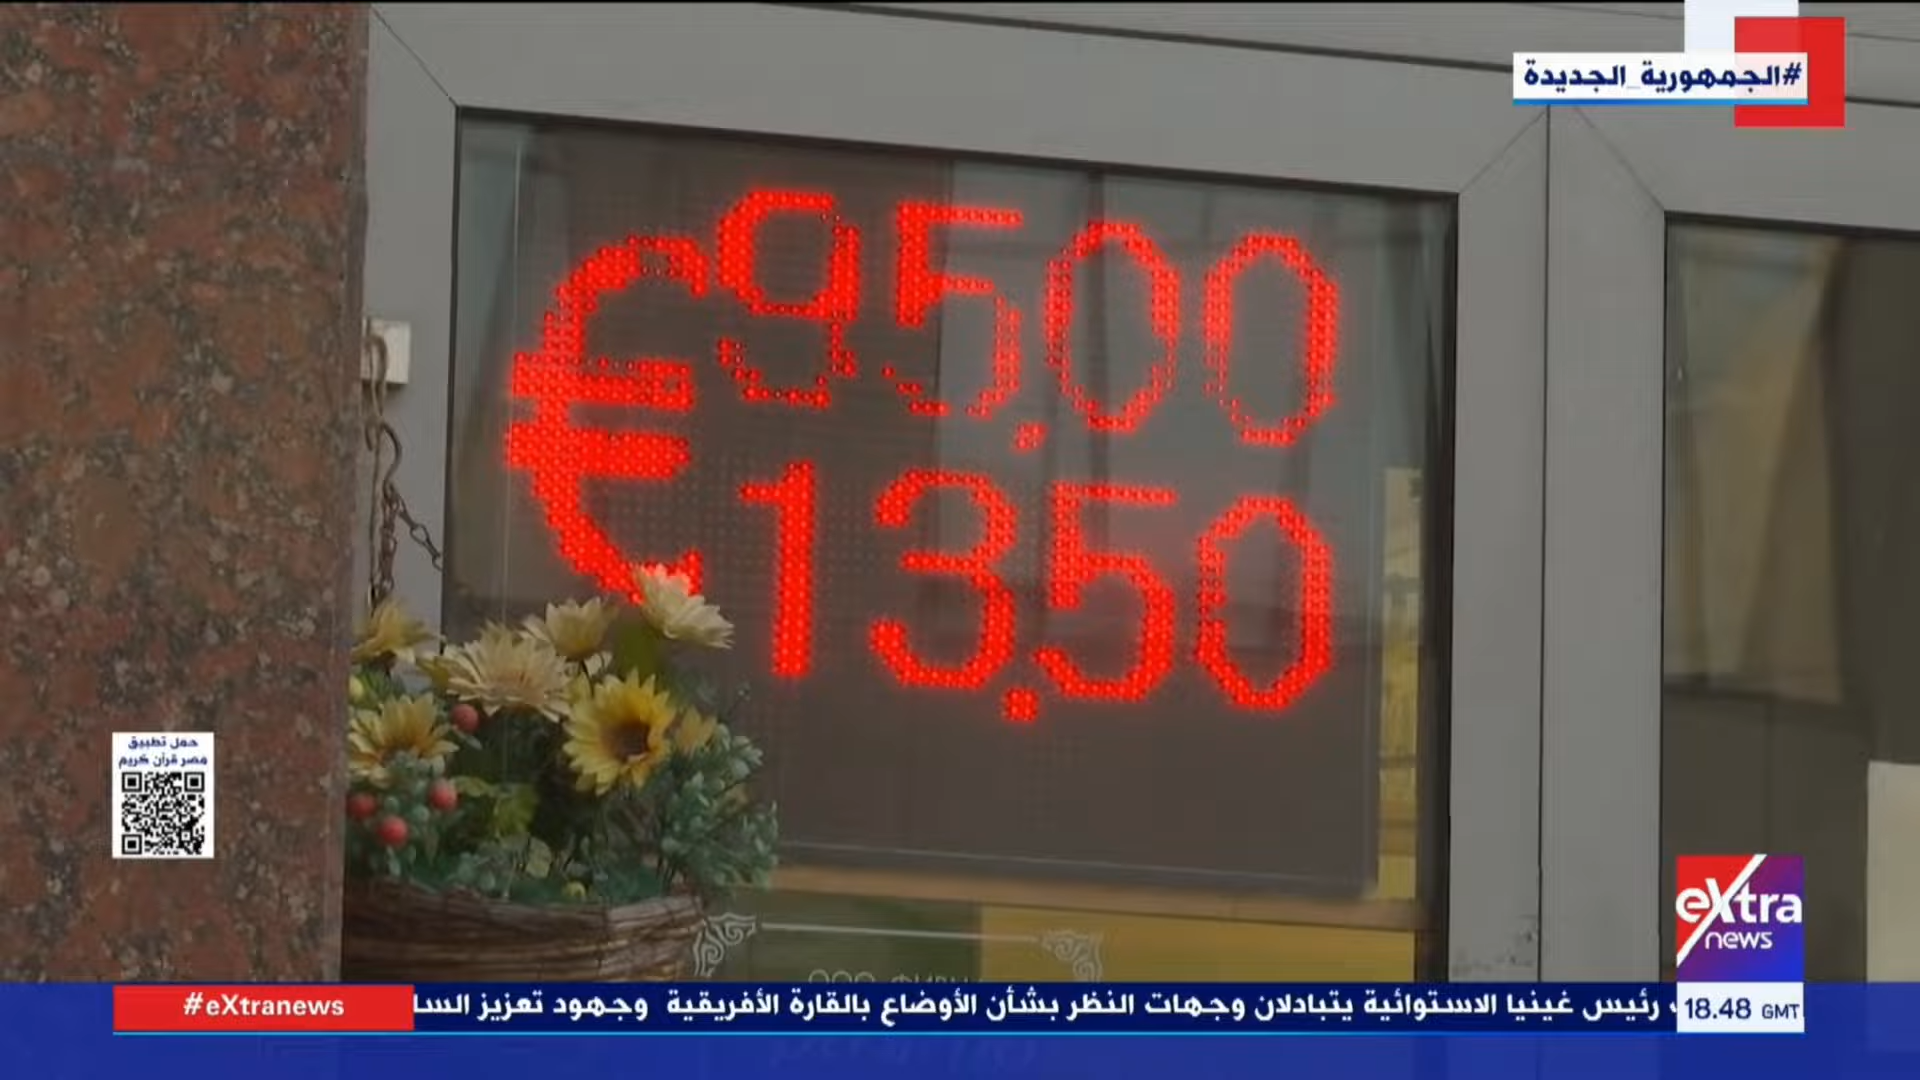 #الجمهورية_الجديدة
€ 95,00
13,50
حمل تطبيق
مصر قرآن كريم
eXtra
news
#eXtranews
رئيس غينيا الاستوائية يتبادلان وجهات النظر بشأن الأوضاع بالقارة الأفريقية وجهود تعزيز
18.48 GMT